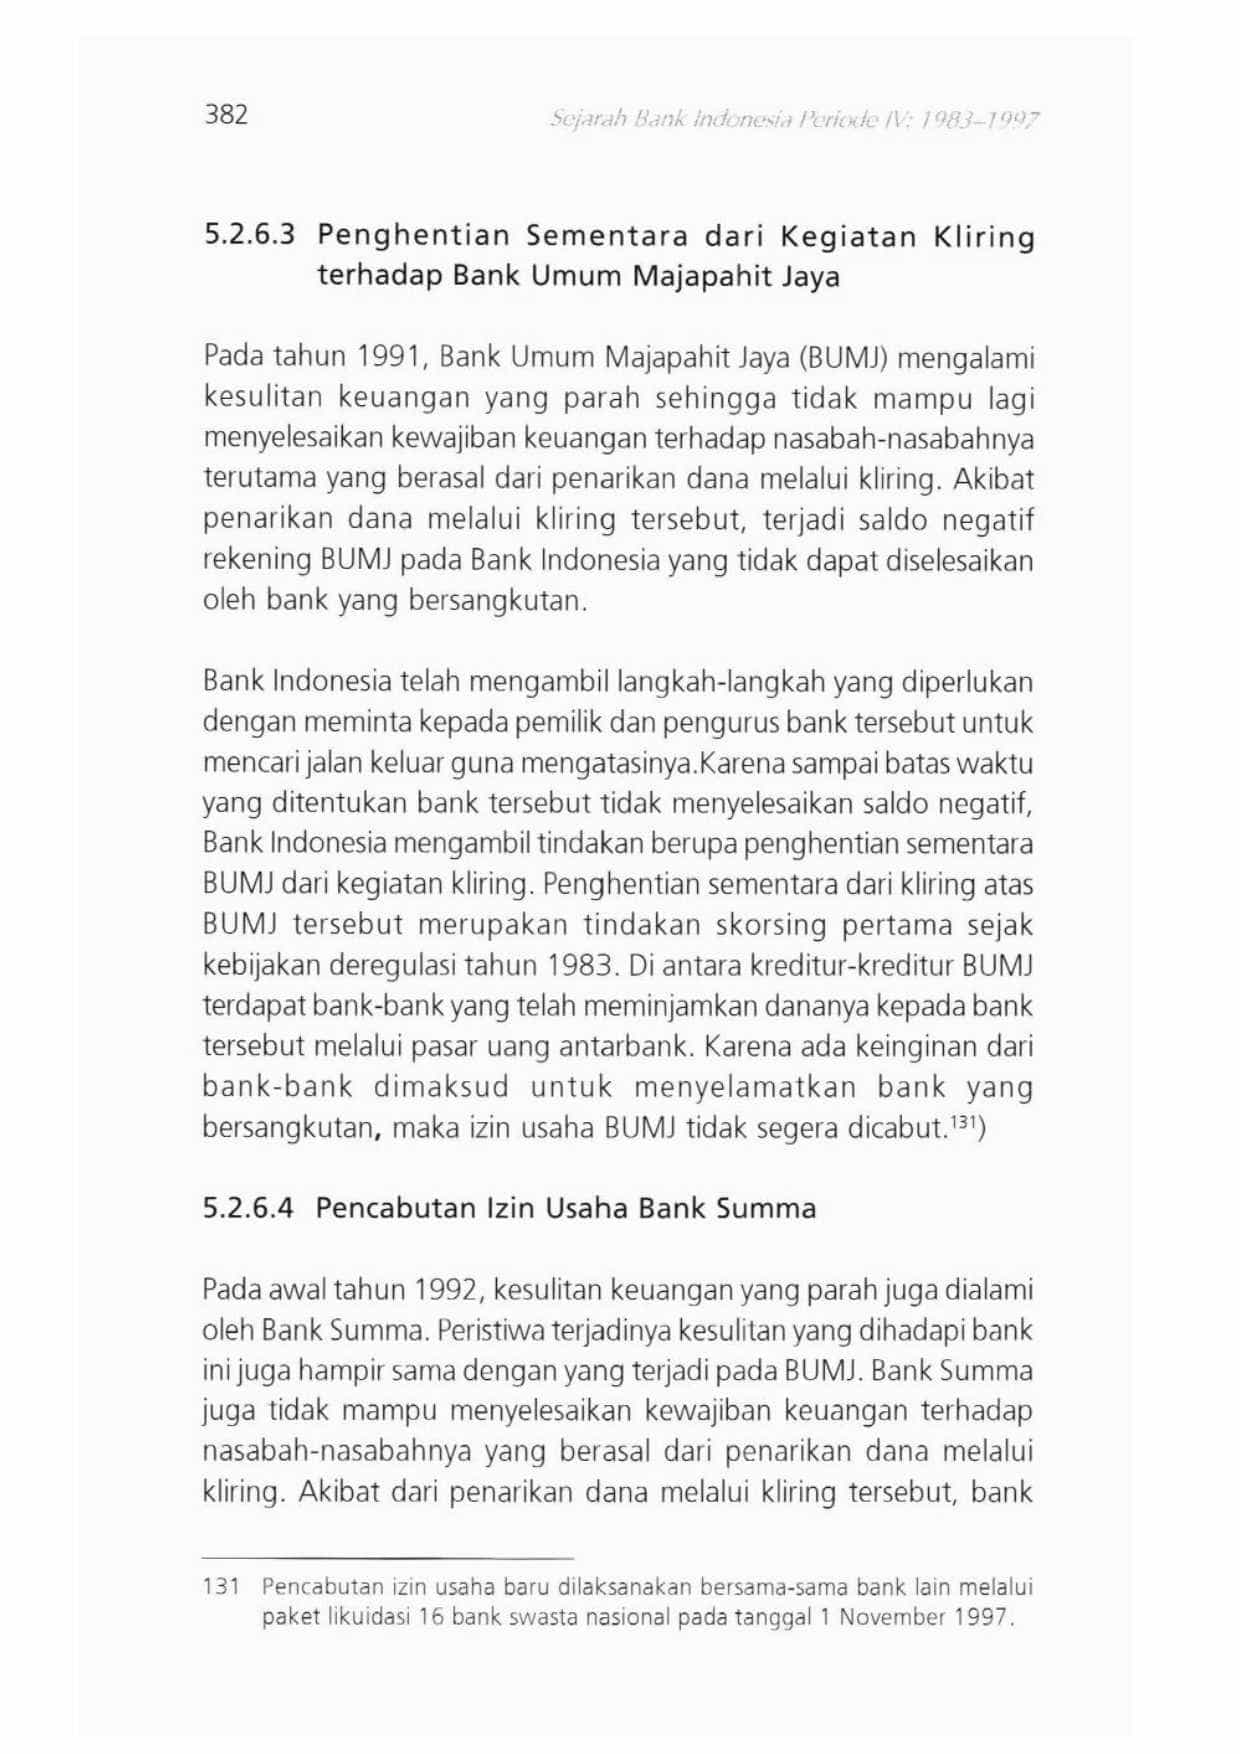 382
Sejarah Bank Indonesia Periode IV: 1983–1997
5.2.6.3 Penghentian Sementara dari Kegiatan Kliring
terhadap Bank Umum Majapahit Jaya
Pada tahun 1991, Bank Umum Majapahit Jaya (BUMJ) mengalami
kesulitan keuangan yang parah sehingga tidak mampu lagi
menyelesaikan kewajiban keuangan terhadap nasabah-nasabahnya
terutama yang berasal dari penarikan dana melalui kliring. Akibat
penarikan dana melalui kliring tersebut, terjadi saldo negatif
rekening BUMJ pada Bank Indonesia yang tidak dapat diselesaikan
oleh bank yang bersangkutan.
Bank Indonesia telah mengambil langkah-langkah yang diperlukan
dengan meminta kepada pemilik dan pengurus bank tersebut untuk
mencari jalan keluar guna mengatasinya.Karena sampai batas waktu
yang ditentukan bank tersebut tidak menyelesaikan saldo negatif,
Bank Indonesia mengambil tindakan berupa penghentian sementara
BUMJ dari kegiatan kliring. Penghentian sementara dari kliring atas
BUMJ tersebut merupakan tindakan skorsing pertama sejak
kebijakan deregulasi tahun 1983. Di antara kreditur-kreditur BUMJ
terdapat bank-bank yang telah meminjamkan dananya kepada bank
tersebut melalui pasar uang antarbank. Karena ada keinginan dari
bank-bank dimaksud untuk menyelamatkan bank yang
bersangkutan, maka izin usaha BUMJ tidak segera dicabut.¹³¹)
5.2.6.4 Pencabutan Izin Usaha Bank Summa
Pada awal tahun 1992, kesulitan keuangan yang parah juga dialami
oleh Bank Summa. Peristiwa terjadinya kesulitan yang dihadapi bank
ini juga hampir sama dengan yang terjadi pada BUMJ. Bank Summa
juga tidak mampu menyelesaikan kewajiban keuangan terhadap
nasabah-nasabahnya yang berasal dari penarikan dana melalui
kliring. Akibat dari penarikan dana melalui kliring tersebut, bank
131 Pencabutan izin usaha baru dilaksanakan bersama-sama bank lain melalui
paket likuidasi 16 bank swasta nasional pada tanggal 1 November 1997.